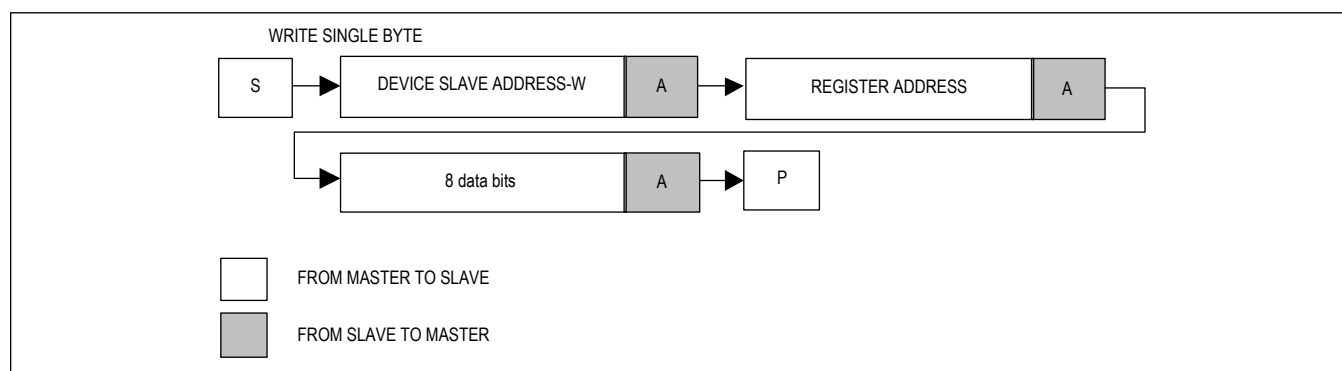 WRITE SINGLE BYTE
S DEVICE SLAVE ADDRESS-W A REGISTER ADDRESS A
8 data bits A P
FROM MASTER TO SLAVE
FROM SLAVE TO MASTER